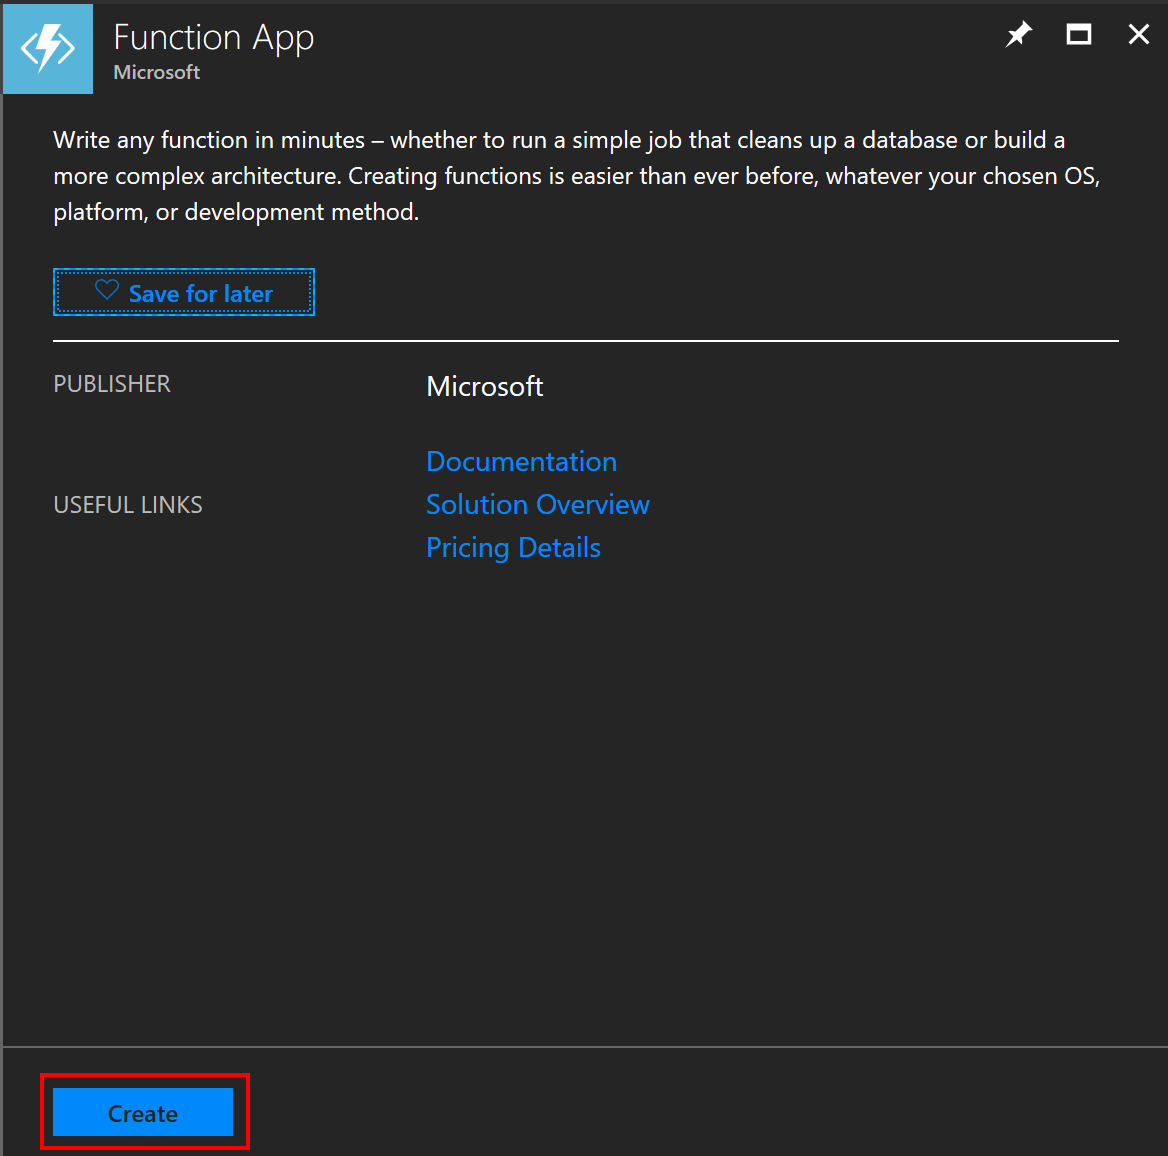 Function App
Microsoft
Write any function in minutes – whether to run a simple job that cleans up a database or build a
more complex architecture. Creating functions is easier than ever before, whatever your chosen OS,
platform, or development method.
Save for later
PUBLISHER
Microsoft
USEFUL LINKS
Documentation
Solution Overview
Pricing Details
Create